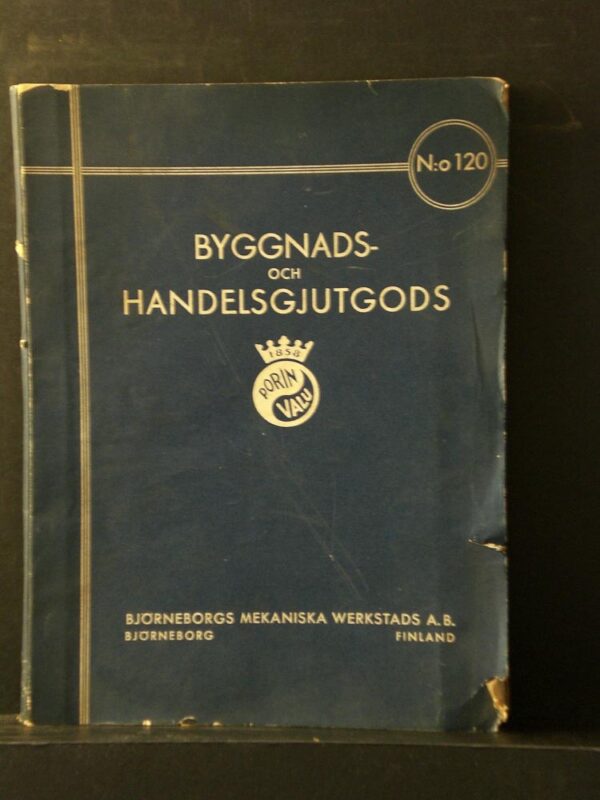 N:o 120
BYGGNADS-
OCH
HANDELSGJUTGODS
1858
PORIN
VALU
BJÖRNEBORGS MEKANISKA WERKSTADS A.B.
BJÖRNEBORG FINLAND